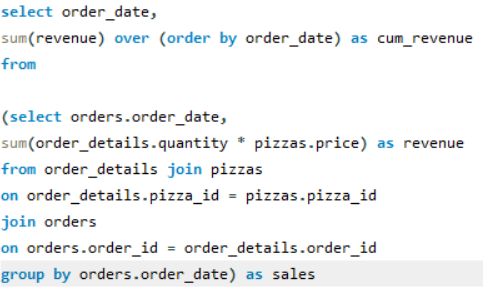 select order_date,
sum(revenue) over (order by order_date) as cum_revenue
from
(select orders.order_date,
sum(order_details.quantity * pizzas.price) as revenue
from order_details join pizzas
on order_details.pizza_id = pizzas.pizza_id
join orders
on orders.order_id = order_details.order_id
group by orders.order_date) as sales